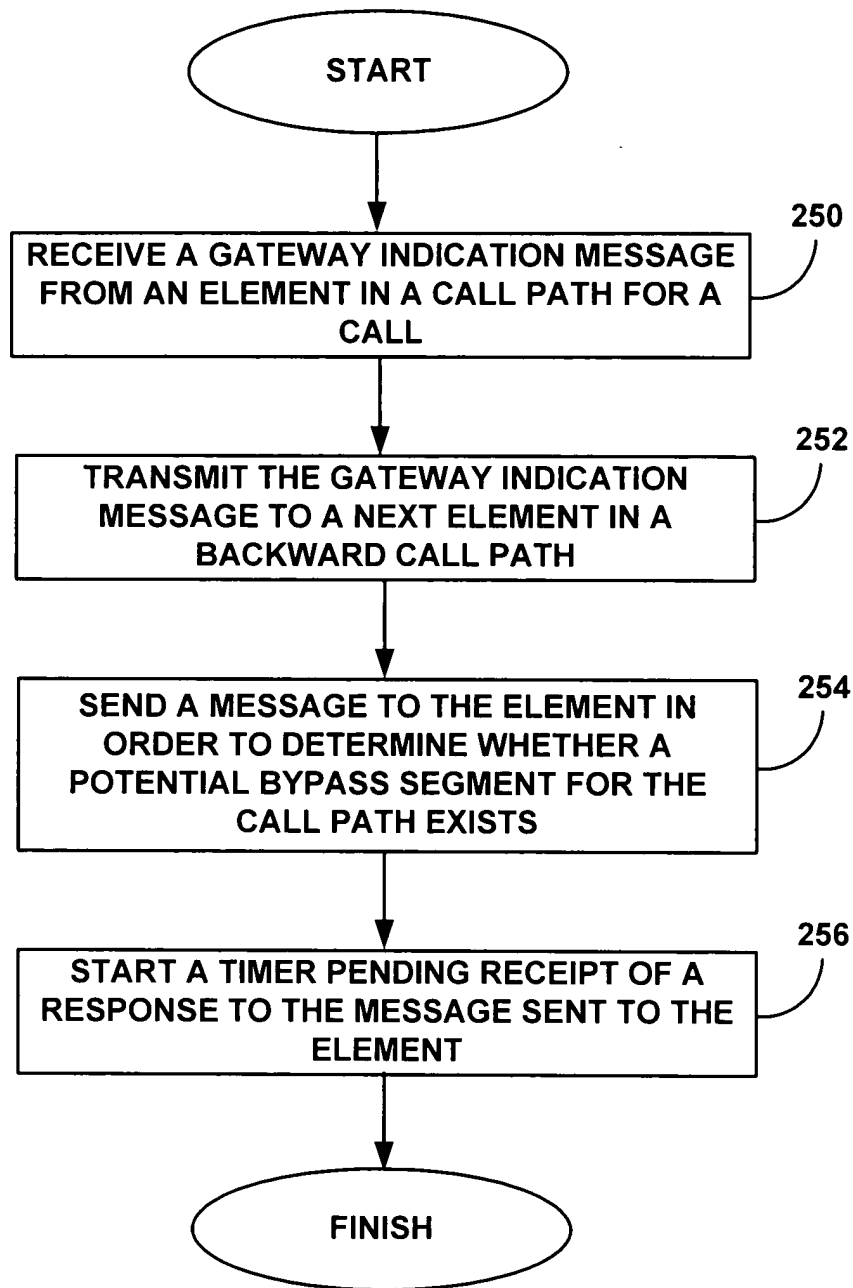 START
250
RECEIVE A GATEWAY INDICATION MESSAGE
FROM AN ELEMENT IN A CALL PATH FOR A
CALL
252
TRANSMIT THE GATEWAY INDICATION
MESSAGE TO A NEXT ELEMENT IN A
BACKWARD CALL PATH
254
SEND A MESSAGE TO THE ELEMENT IN
ORDER TO DETERMINE WHETHER A
POTENTIAL BYPASS SEGMENT FOR THE
CALL PATH EXISTS
256
START A TIMER PENDING RECEIPT OF A
RESPONSE TO THE MESSAGE SENT TO THE
ELEMENT
FINISH